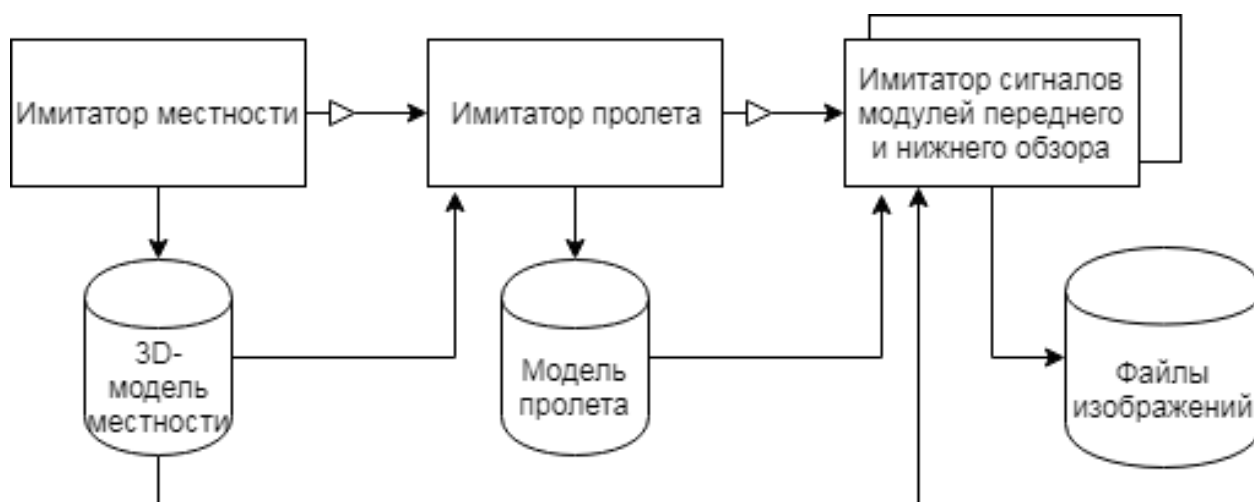 Имитатор местности
Имитатор пролета
Имитатор сигналов
модулей переднего
и нижнего обзора
3D-
модель
местности
Модель
пролета
Файлы
изображений